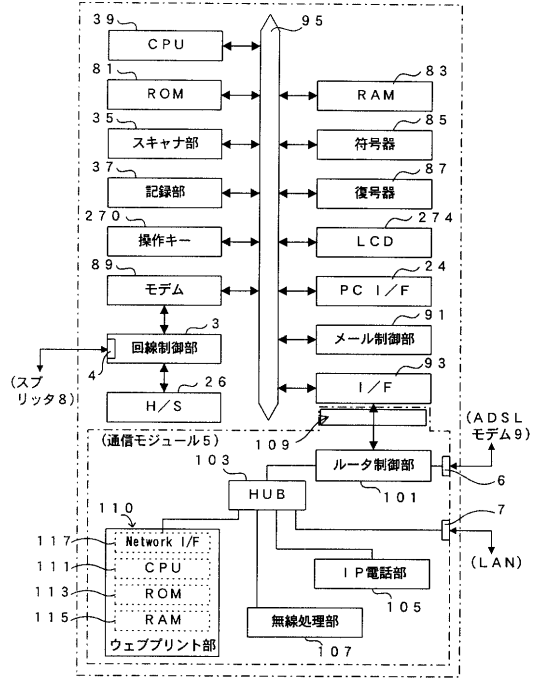 39
95
CPU
81
83
ROM
RAM
35
85
スキャナ部
符号器
37
87
記録部
復号器
270
274
操作キー
LCD
89
24
モデム
PC I/F
3
91
回線制御部
メール制御部
4
(スプ
リッタ8)
26
93
H/S
I/F
109
(通信モジュール5)
(ADSL
モデム9)
103
ルータ制御部
HUB
101
6
7
110
117
Network I/F
111
CPU
113
ROM
115
RAM
ウェブプリント部
IP電話部
105
(LAN)
無線処理部
107